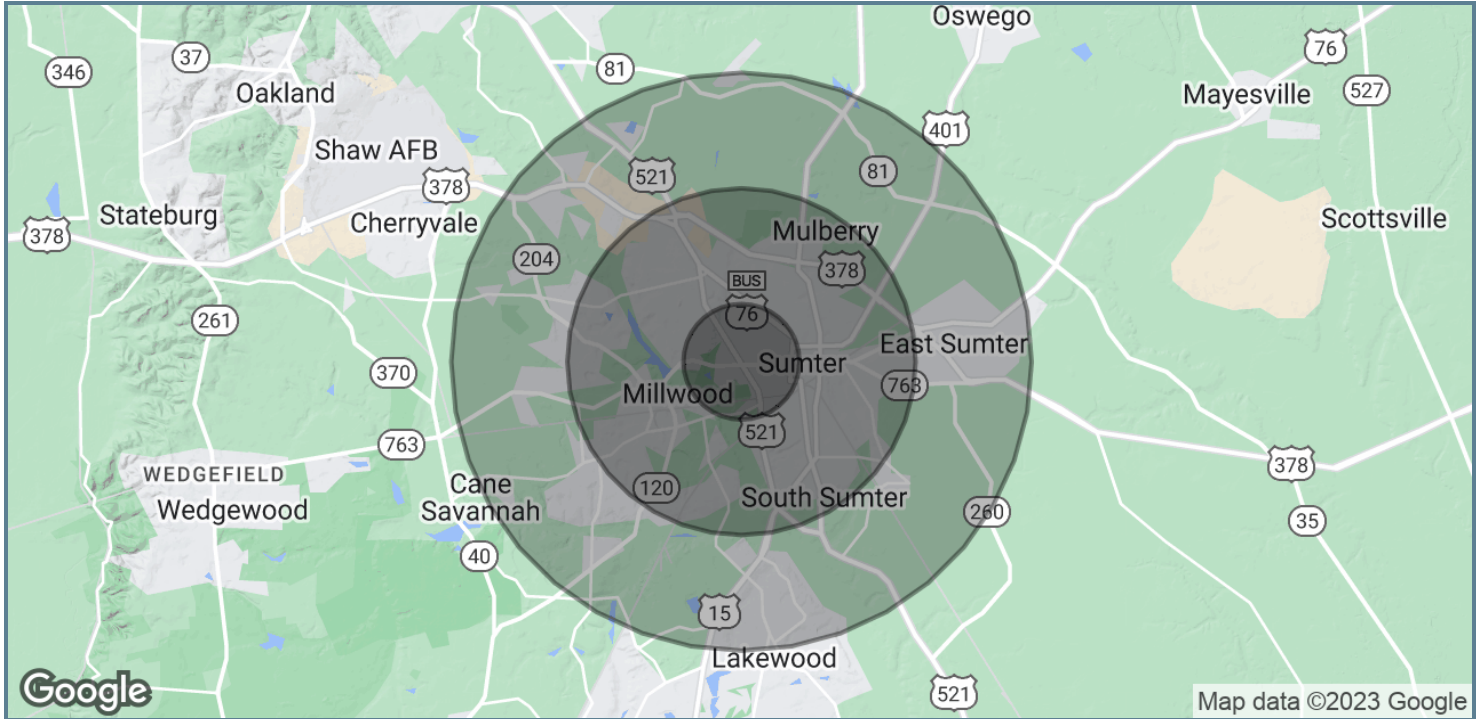 Oswego
37
76
346
81
527
Oakland
Mayesville
401
Shaw AFB
521
81
378
Stateburg
Cherryvale
Scottsville
378
Mulberry
204
378
BUS
76
261
East Sumter
Sumter
370
763
Millwood
521
763
WEDGEFIELD
378
Cane
Savannah
120
South Sumter
Wedgewood
260
35
40
15
Lakewood
Google
521
Map data ©2023 Google